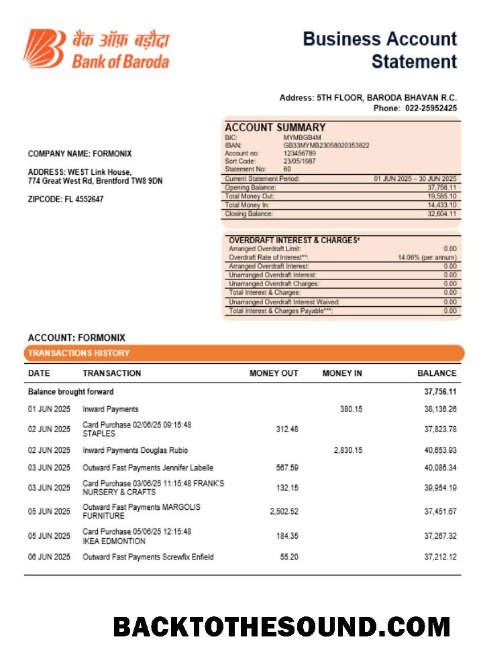 बैंक ऑफ़ बड़ौदा
Bank of Baroda
Business Account
Statement
Address: 5TH FLOOR, BARODA BHAVAN R.C.
Phone: 022-25952425
COMPANY NAME: FORMONIX
ADDRESS: WEST Link House,
774 Great West Rd, Brentford TW8 9DN
ZIPCODE: FL 4552647
ACCOUNT SUMMARY
BIC: MYMBGB4M
IBAN: GB33MYMB23058020353822
Account no: 123456789
Sort Code: 23/05/1987
Statement No: 60
Current Statement Period: 01 JUN 2025 – 30 JUN 2025
Opening Balance: 37,756.11
Total Money Out: 19,585.10
Total Money In: 14,433.10
Closing Balance: 32,604.11
OVERDRAFT INTEREST & CHARGES*
Arranged Overdraft Limit: 0.00
Overdraft Rate of Interest**: 14.06% (per annum)
Arranged Overdraft Interest: 0.00
Unarranged Overdraft Interest: 0.00
Unarranged Overdraft Charges: 0.00
Total Interest & Charges: 0.00
Unarranged Overdraft Interest Waived: 0.00
Total Interest & Charges Payable***: 0.00
ACCOUNT: FORMONIX
TRANSACTIONS HISTORY
DATE TRANSACTION MONEY OUT MONEY IN BALANCE
Balance brought forward 37,756.11
01 JUN 2025 Inward Payments 380.15 38,136.26
02 JUN 2025 Card Purchase 02/06/25 09:16:48 312.48 37,823.78
STAPLES
02 JUN 2025 Inward Payments Douglas Rubio 2,830.15 40,653.93
03 JUN 2025 Outward Fast Payments Jennifer Labelle 567.59 40,086.34
03 JUN 2025 Card Purchase 03/06/25 11:15:48 FRANK'S 132.15 39,954.19
NURSERY & CRAFTS
05 JUN 2025 Outward Fast Payments MARGOLIS 2,502.52 37,451.67
FURNITURE
05 JUN 2025 Card Purchase 05/06/25 12:15:48 184.35 37,267.32
IKEA EDMONTION
06 JUN 2025 Outward Fast Payments Screwfix Enfield 55.20 37,212.12
BACKTOTHESOUND.COM